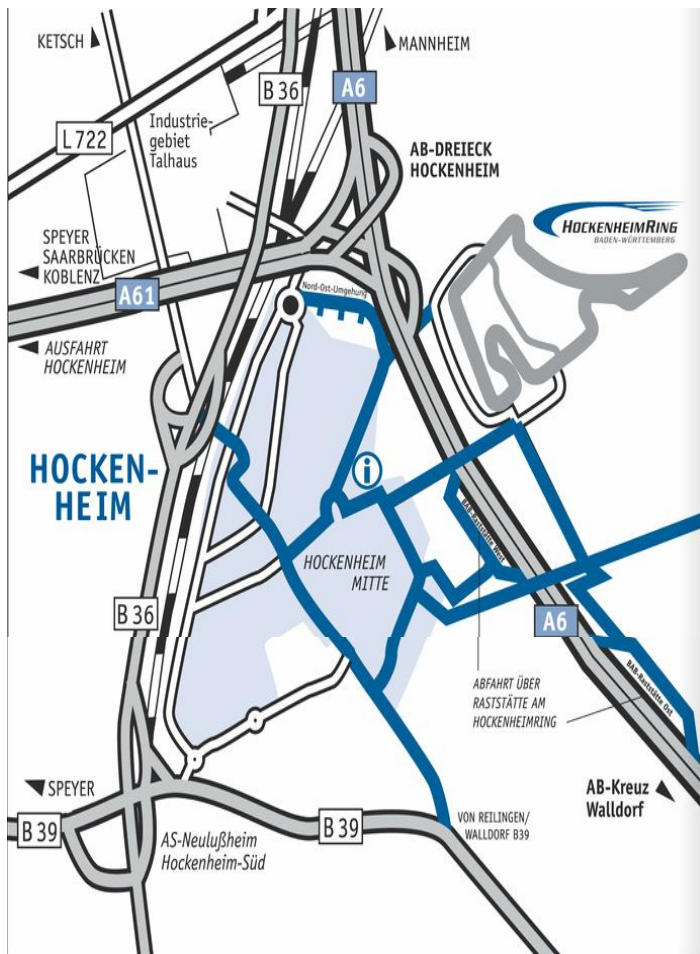 KETSCH
MANNHEIM
B 36
A6
L 722
Industrie-
gebiet
Talhaus
AB-DREIECK
HOCKENHEIM
HOCKENHEIMRING
BADEN-WÜRTTEMBERG
SPEYER
SAARBRÜCKEN
KOBLENZ
A61
Nord-Ost-Umgehung
AUSFAHRT
HOCKENHEIM
HOCKEN-
HEIM
i
BAB-Raststätte West
HOCKENHEIM
MITTE
B 36
A6
ABFAHRT ÜBER
RASTSTÄTTE AM
HOCKENHEIMRING
BAB-Raststätte Ost
SPEYER
AB-Kreuz
Walldorf
B 39
B 39
AS-Neulußheim
Hockenheim-Süd
VON REILINGEN/
WALLDORF B39